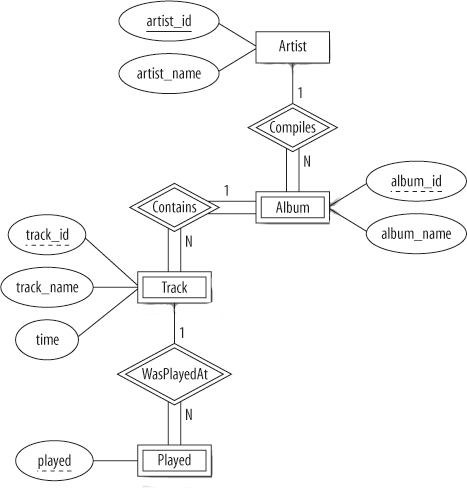 artist_id
Artist
artist_name
1
Compiles
N
album_id
1
Contains
Album
album_name
track_id
N
track_name
Track
time
1
WasPlayedAt
N
played
Played